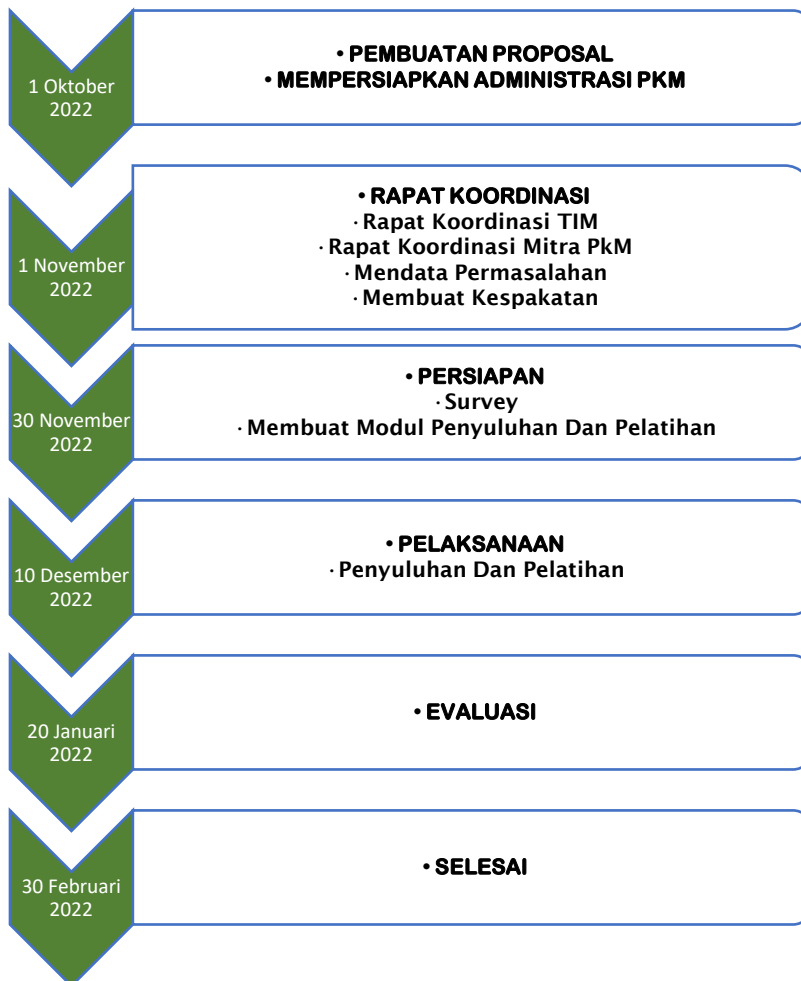 1 Oktober
2022
• PEMBUATAN PROPOSAL
• MEMPERSIAPKAN ADMINISTRASI PKM
1 November
2022
• RAPAT KOORDINASI
· Rapat Koordinasi TIM
· Rapat Koordinasi Mitra PkM
· Mendata Permasalahan
· Membuat Kespakatan
30 November
2022
• PERSIAPAN
· Survey
· Membuat Modul Penyuluhan Dan Pelatihan
10 Desember
2022
• PELAKSANAAN
· Penyuluhan Dan Pelatihan
20 Januari
2022
• EVALUASI
30 Februari
2022
• SELESAI